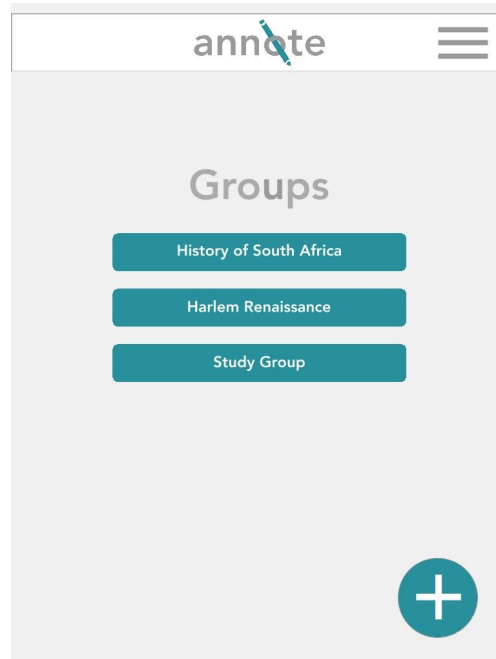 annote
Groups
History of South Africa
Harlem Renaissance
Study Group